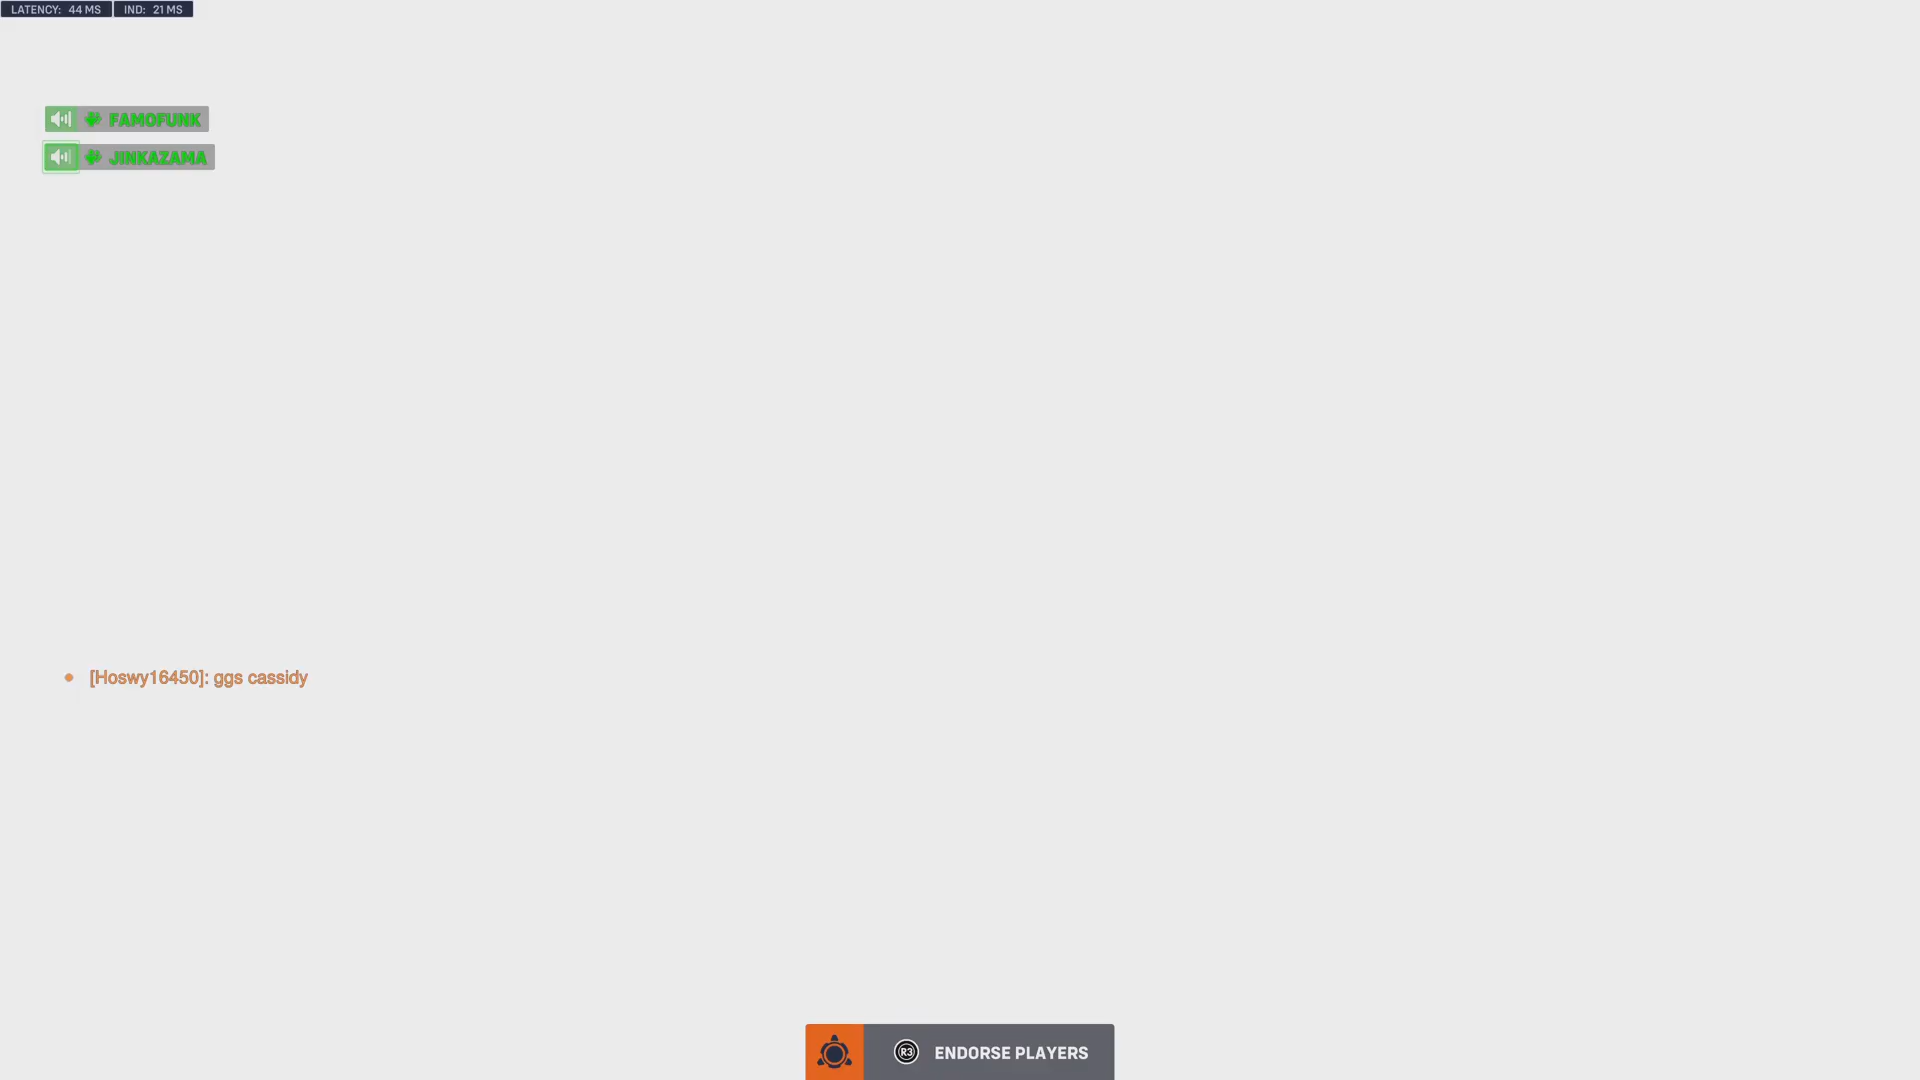 LATENCY: 44 MS IND: 21 MS
FAMOFUNK
JINKAZAMA
[Hoswy16450]: ggs cassidy
R3 ENDORSE PLAYERS